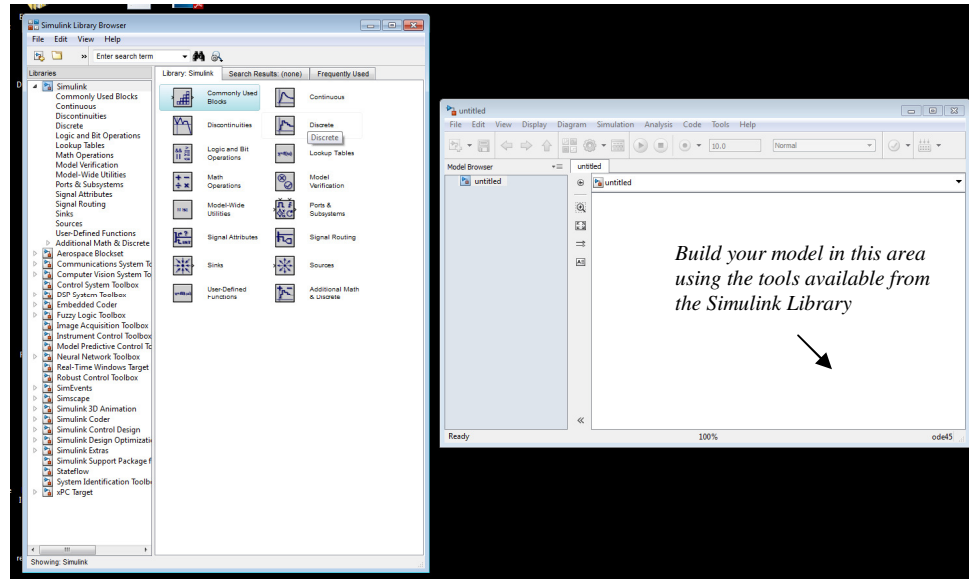 Simulink Library Browser
File Edit View Help
» Enter search term
Libraries
Simulink
Commonly Used Blocks
Continuous
Discontinuities
Discrete
Logic and Bit Operations
Lookup Tables
Math Operations
Model Verification
Model-Wide Utilities
Ports & Subsystems
Signal Attributes
Signal Routing
Sinks
Sources
User-Defined Functions
Additional Math & Discrete
Aerospace Blockset
Communications System To
Computer Vision System To
Control System Toolbox
DSP System Toolbox
Embedded Coder
Fuzzy Logic Toolbox
Image Acquisition Toolbox
Instrument Control Toolbox
Model Predictive Control To
Neural Network Toolbox
Real-Time Windows Target
Robust Control Toolbox
SimEvents
Simscape
Simulink 3D Animation
Simulink Coder
Simulink Control Design
Simulink Design Optimizati
Simulink Extras
Simulink Support Package f
Stateflow
System Identification Toolb
xPC Target
Library: Simulink Search Results: (none) Frequently Used
Commonly Used
Blocks
Continuous
Discontinuities
Discrete
Discrete
Logic and Bit
Operations
Lookup Tables
Math
Operations
Model
Verification
Model-Wide
Utilities
Ports &
Subsystems
Signal Attributes
Signal Routing
Sinks
Sources
User-Defined
Functions
Additional Math
& Discrete
Showing: Simulink
untitled
File Edit View Display Diagram Simulation Analysis Code Tools Help
10.0 Normal
Model Browser
untitled
untitled
untitled
Build your model in this area
using the tools available from
the Simulink Library
Ready 100% ode45